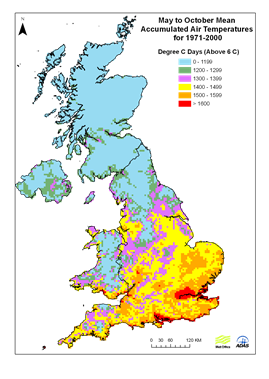 N
May to October Mean
Accumulated Air Temperatures
for 1971-2000
Degree C Days (Above 6 C)
0 - 1199
1200 - 1299
1300 - 1399
1400 - 1499
1500 - 1599
> 1600
0 30 60 120 KM
Met Office
ADAS